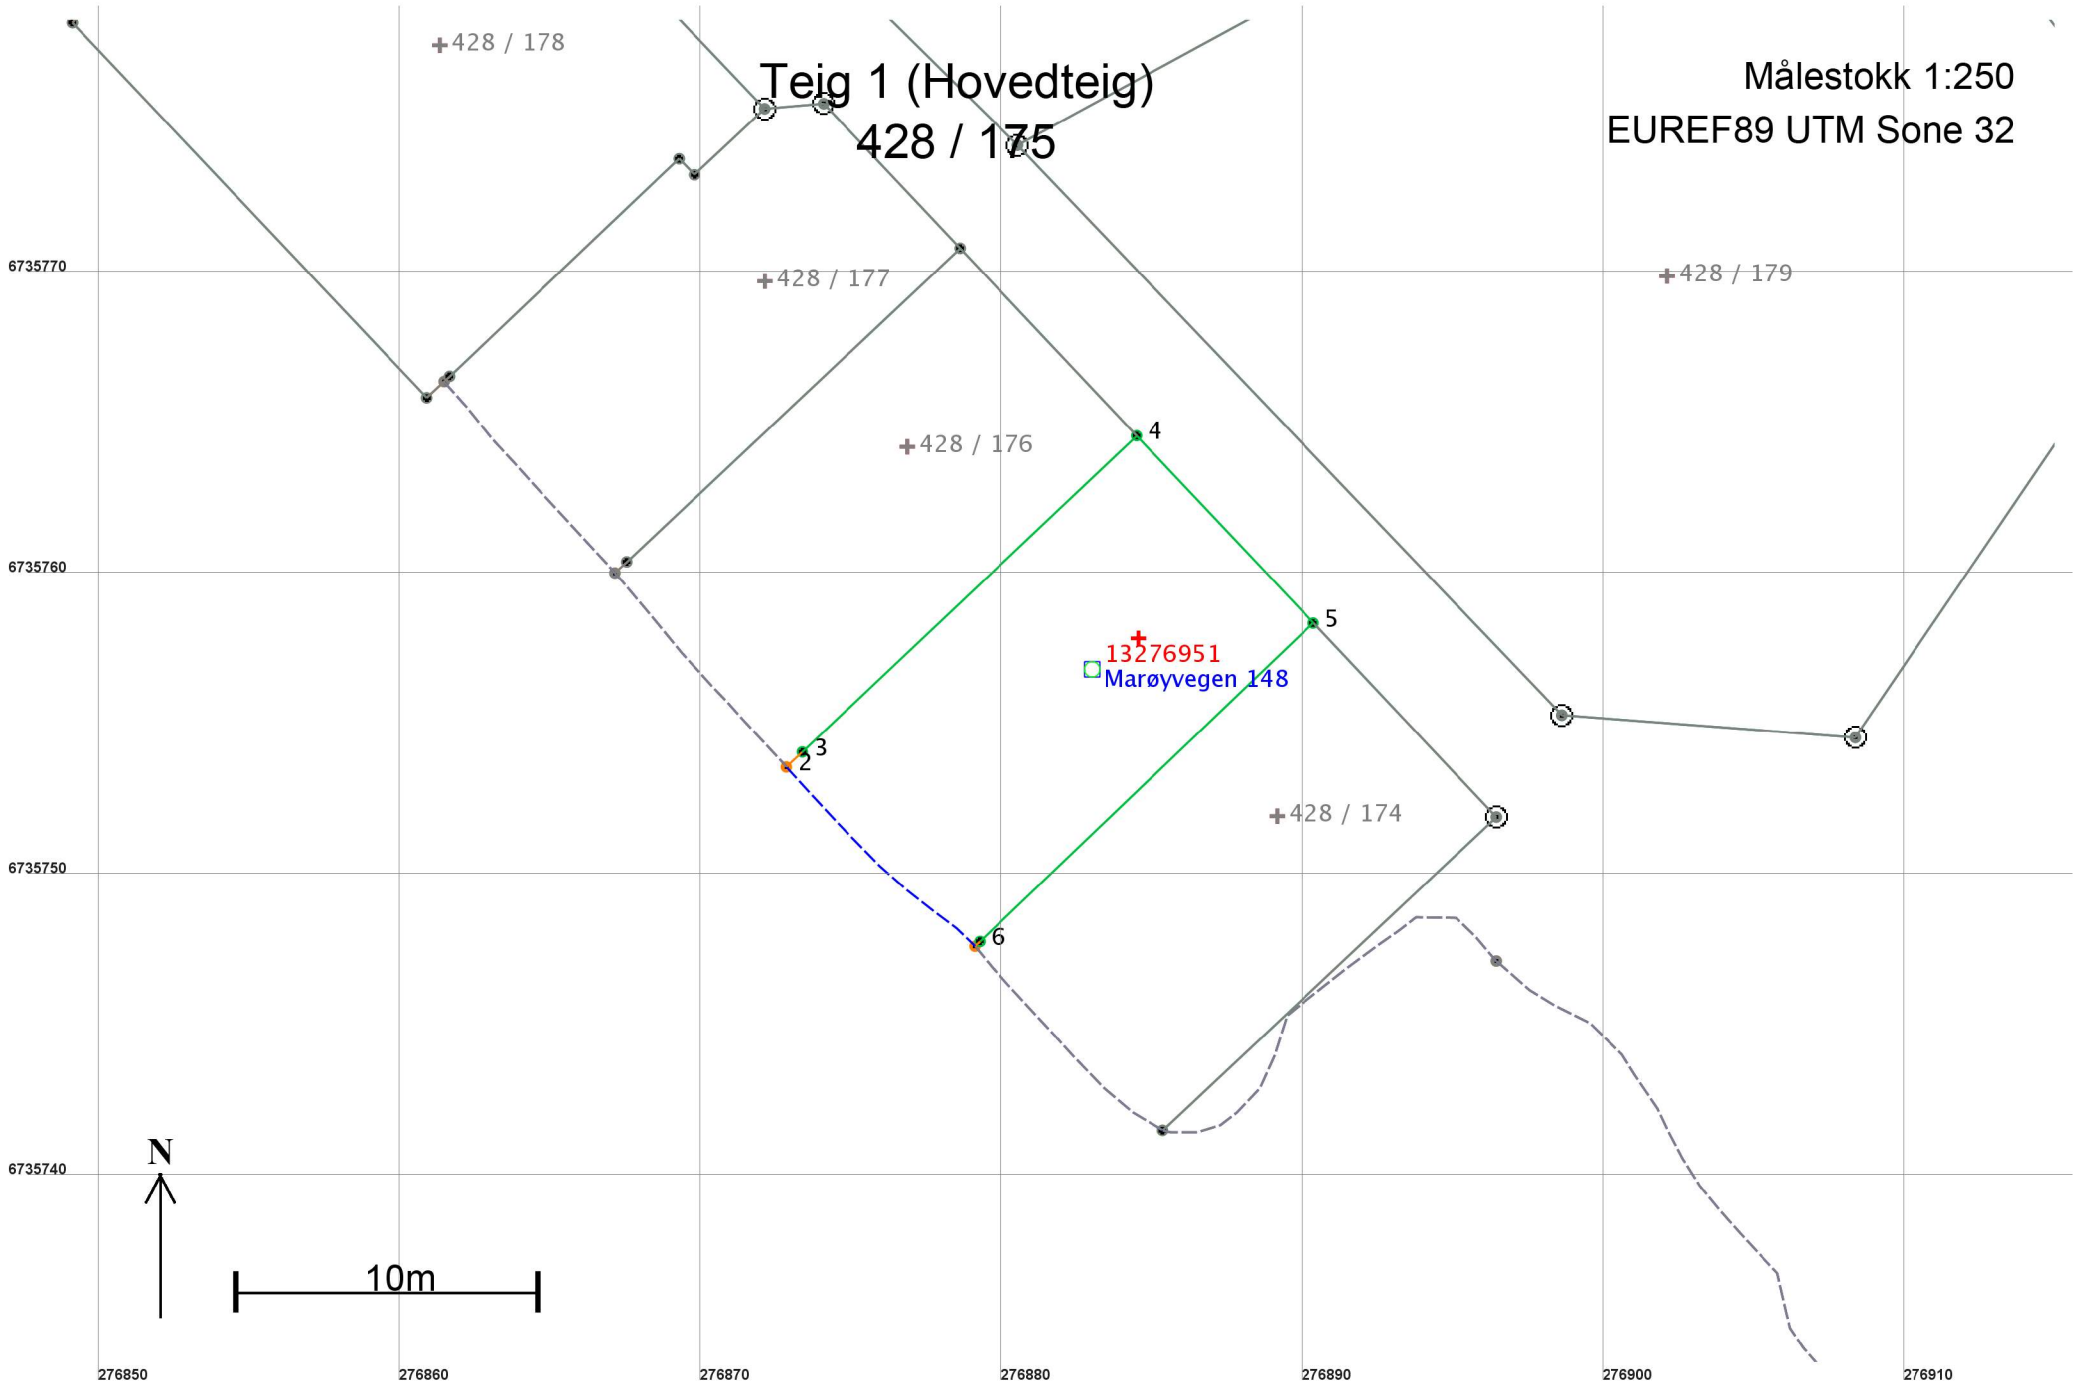 428 / 178
Teig 1 (Hovedteig)
428 / 175
Målestokk 1:250
EUREF89 UTM Sone 32
6735770
428 / 177
428 / 179
4
428 / 176
6735760
5
13276951
Marøyvegen 148
3
2
428 / 174
6735750
6
N
6735740
10m
276850
276860
276870
276880
276890
276900
276910